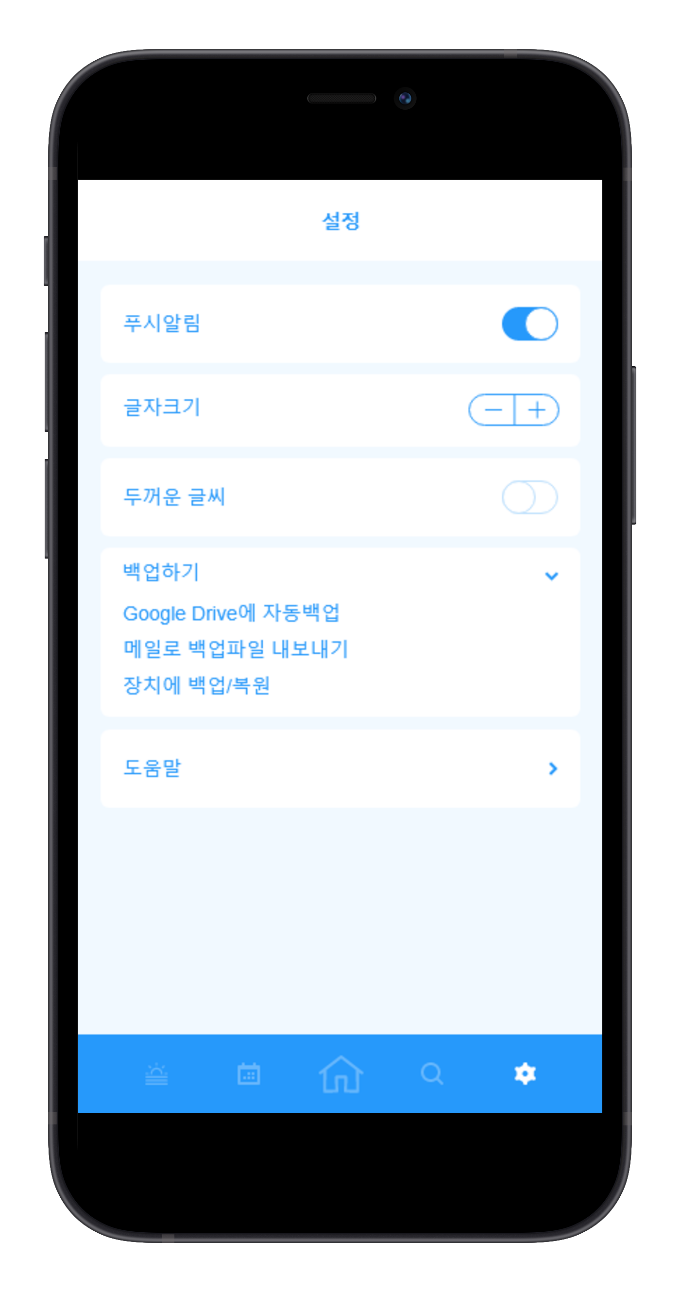 설정
푸시알림
글자크기
두꺼운 글씨
백업하기
Google Drive에 자동백업
메일로 백업파일 내보내기
장치에 백업/복원
도움말